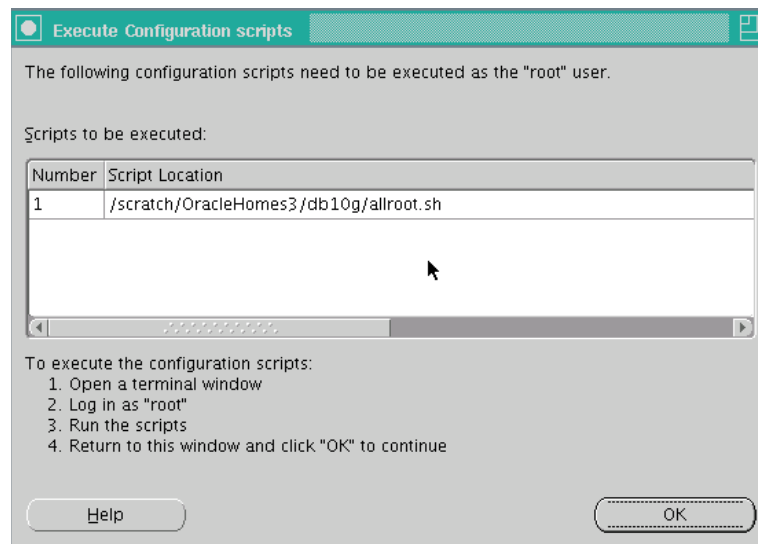 Execute Configuration scripts
The following configuration scripts need to be executed as the "root" user.
Scripts to be executed:
Number Script Location
1 /scratch/OracleHomes3/db10g/allroot.sh
To execute the configuration scripts:
1. Open a terminal window
2. Log in as "root"
3. Run the scripts
4. Return to this window and click "OK" to continue
Help OK